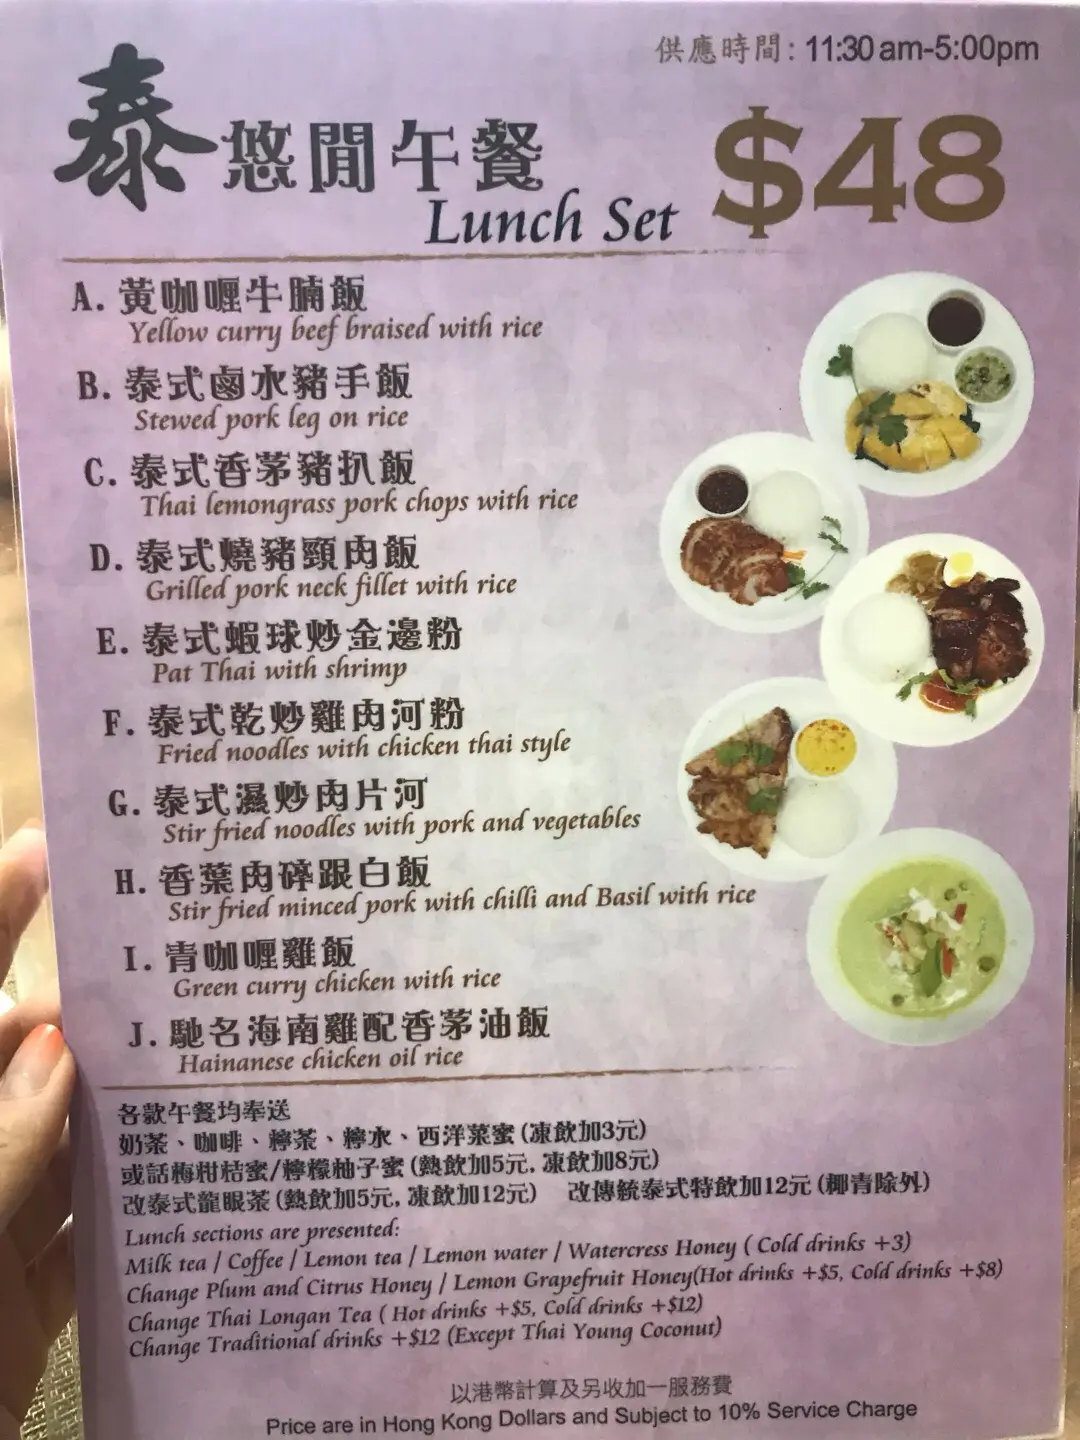 供應時間: 11:30am-5:00pm
泰 悠閒午餐 $48
Lunch Set
A. 黃咖喱牛腩飯
Yellow curry beef braised with rice
B. 泰式鹵水豬手飯
Stewed pork leg on rice
C. 泰式香茅豬扒飯
Thai lemongrass pork chops with rice
D. 泰式燒豬頸肉飯
Grilled pork neck fillet with rice
E. 泰式蝦球炒金邊粉
Pat Thai with shrimp
F. 泰式乾炒雞肉河粉
Fried noodles with chicken thai style
G. 泰式濕炒肉片河
Stir fried noodles with pork and vegetables
H. 香葉肉碎跟白飯
Stir fried minced pork with chilli and Basil with rice
I. 青咖喱雞飯
Green curry chicken with rice
J. 馳名海南雞配香茅油飯
Hainanese chicken oil rice
各款午餐均奉送
奶茶、咖啡、檸茶、檸水、西洋菜蜜 (凍飲加3元)
或話梅柑桔蜜/檸檬柚子蜜 (熱飲加5元, 凍飲加8元)
改泰式龍眼茶 (熱飲加5元, 凍飲加12元) 改傳統泰式特飲加12元 (椰青除外)
Lunch sections are presented:
Milk tea / Coffee / Lemon tea / Lemon water / Watercress Honey ( Cold drinks +3)
Change Plum and Citrus Honey / Lemon Grapefruit Honey(Hot drinks +$5, Cold drinks +$8)
Change Thai Longan Tea ( Hot drinks +$5, Cold drinks +$12)
Change Traditional drinks +$12 (Except Thai Young Coconut)
以港幣計算及另收加一服務費
Price are in Hong Kong Dollars and Subject to 10% Service Charge